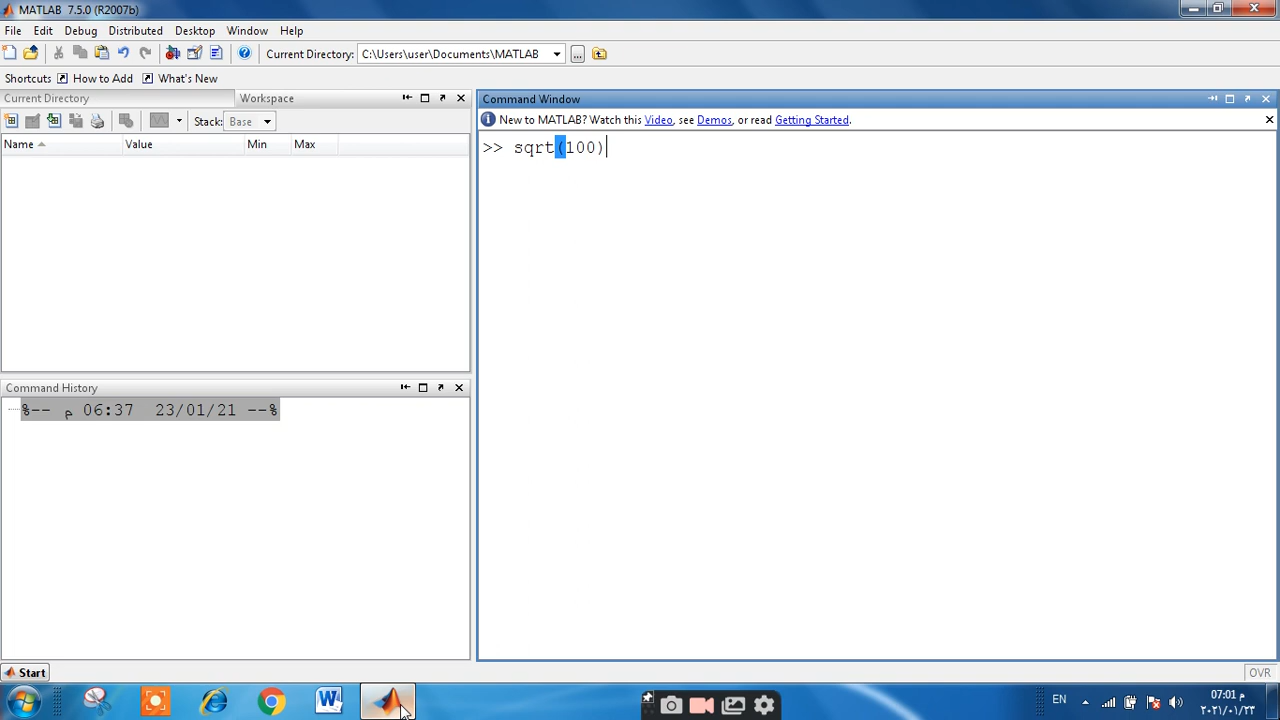 MATLAB 7.5.0 (R2007b)
File Edit Debug Distributed Desktop Window Help
Current Directory: C:\Users\user\Documents\MATLAB ...
Shortcuts How to Add What's New
Current Directory Workspace
Stack: Base
Name Value Min Max
Command History
%-- م 06:37 23/01/21 --%
Command Window
New to MATLAB? Watch this Video, see Demos, or read Getting Started.
>> sqrt(100)
Start
OVR
EN
07:01 م
٢٠٢١/٠١/٢٣